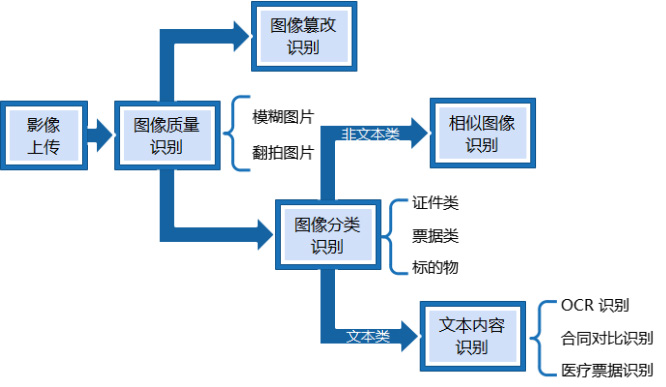 图像篡改
识别
影像
上传
图像质量
识别
模糊图片
翻拍图片
非文本类
相似图像
识别
图像分类
识别
证件类
票据类
标的物
文本类
文本内容
识别
OCR 识别
合同对比识别
医疗票据识别